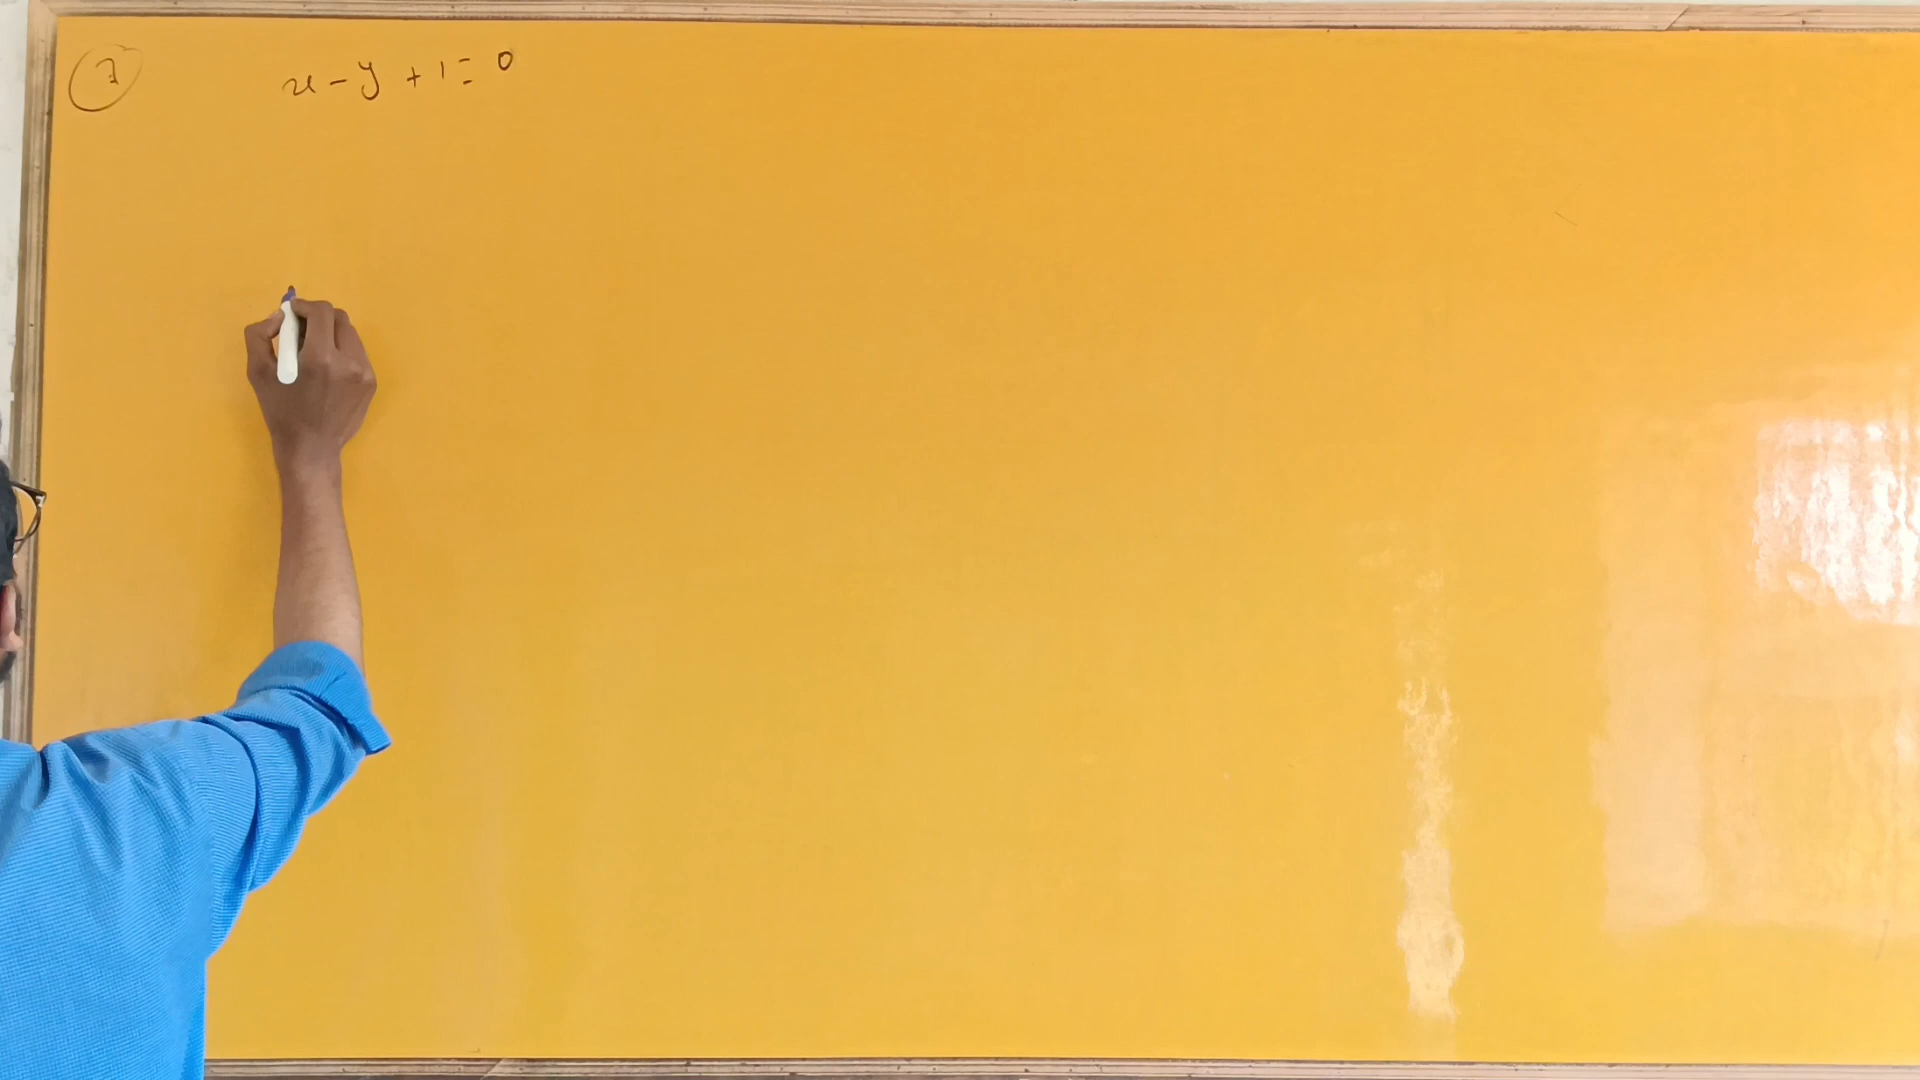 7 x - y + 1 = 0